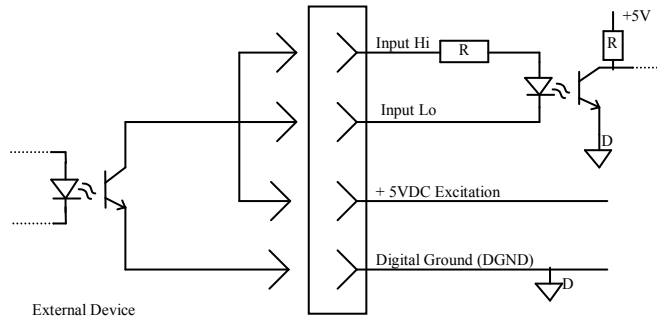 +5V
Input Hi
R
R
Input Lo
D
+ 5VDC Excitation
Digital Ground (DGND)
D
External Device